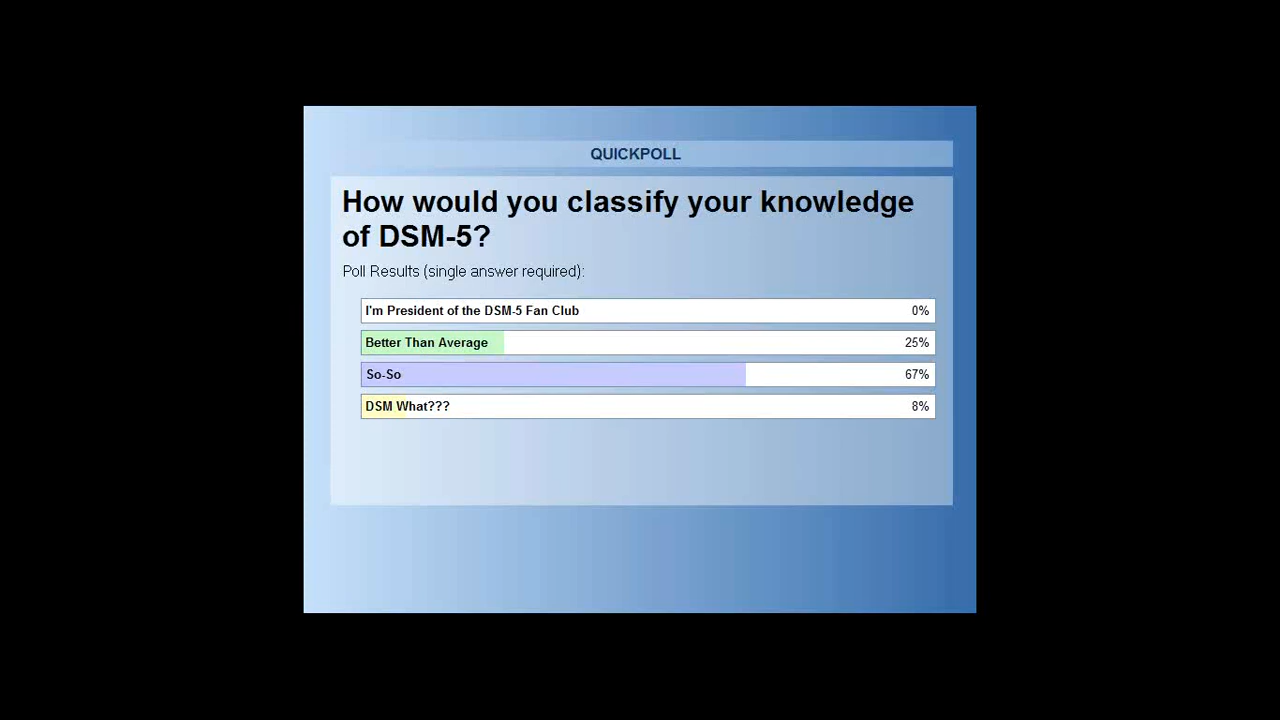 QUICKPOLL
How would you classify your knowledge
of DSM-5?
Poll Results (single answer required):
I'm President of the DSM-5 Fan Club 0%
Better Than Average 25%
So-So 67%
DSM What??? 8%